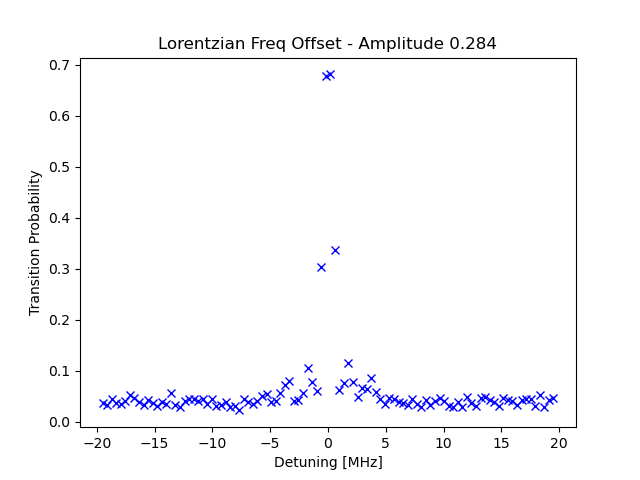 Lorentzian Freq Offset - Amplitude 0.284
0.7
0.6
0.5
0.4
0.3
0.2
0.1
0.0
Transition Probability
−20 −15 −10 −5 0 5 10 15 20
Detuning [MHz]